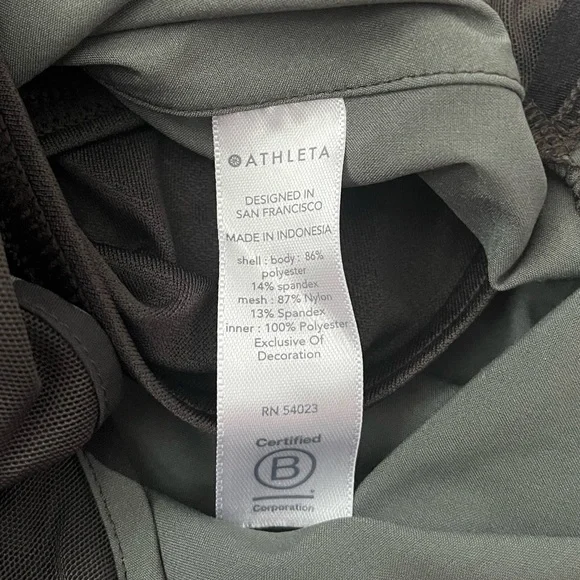 ATHLETA
DESIGNED IN
SAN FRANCISCO
MADE IN INDONESIA
shell : body : 86%
polyester
14% spandex
mesh : 87% Nylon
13% Spandex
inner : 100% Polyester
Exclusive Of
Decoration
RN 54023
Certified
B
Corporation